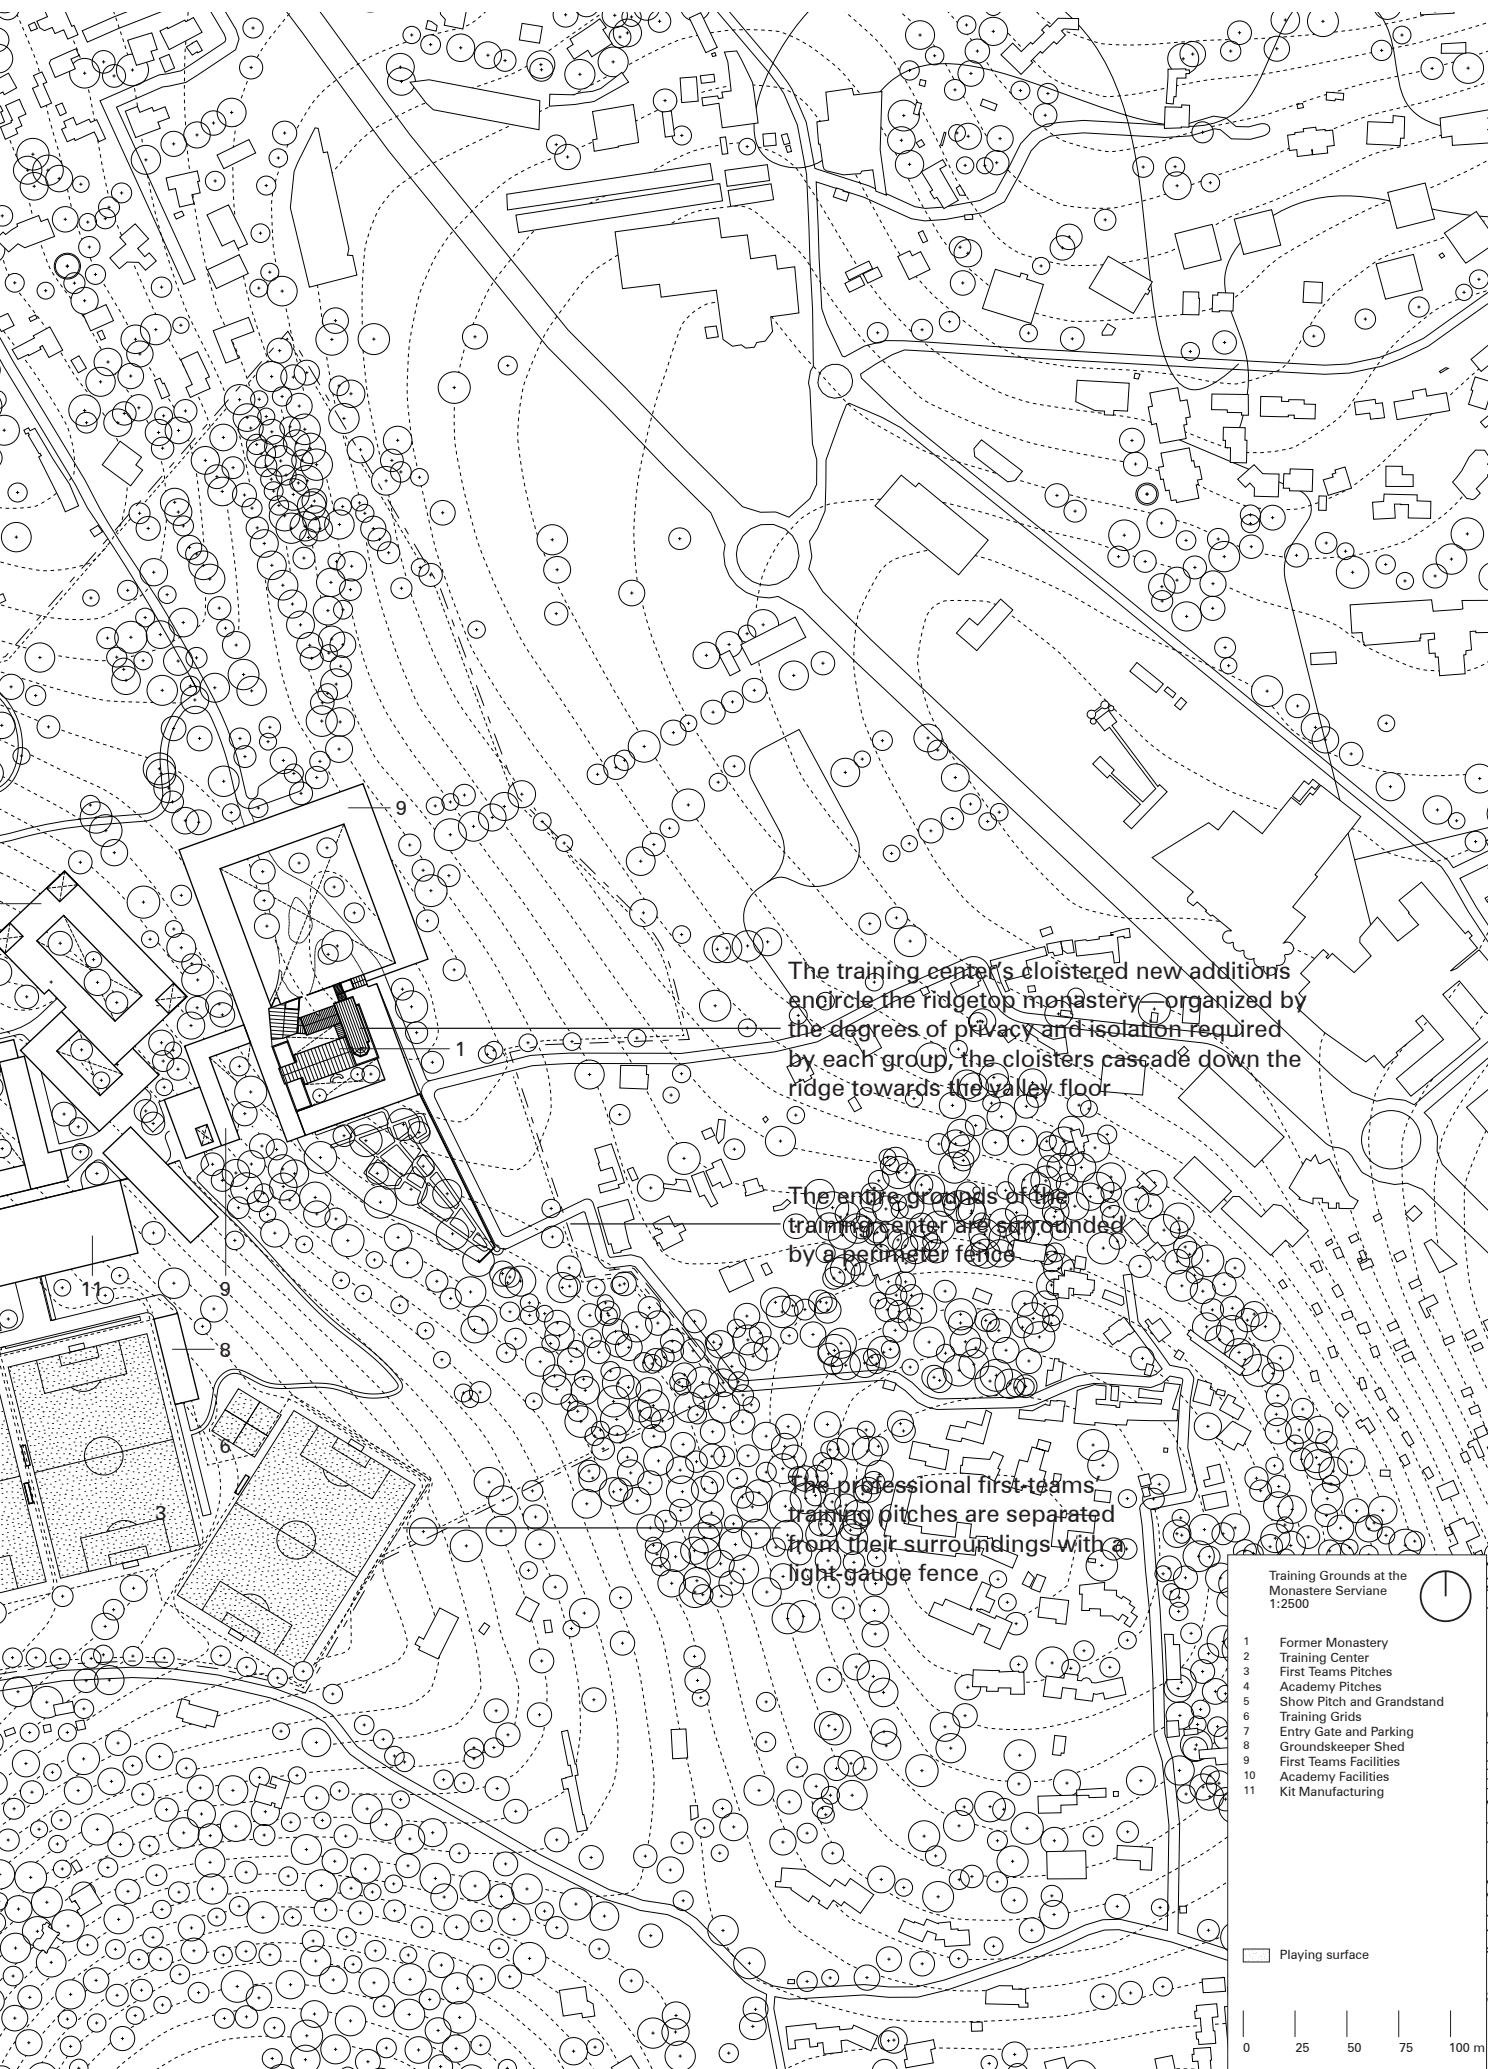 9
The training center's cloistered new additions
encircle the ridgetop monastery—organized by
the degrees of privacy and isolation required
by each group, the cloisters cascade down the
ridge towards the valley floor
1
The entire grounds of the
training center are surrounded
by a perimeter fence
11
9
8
6
3
The professional first-teams'
training pitches are separated
from their surroundings with a
light-gauge fence
Training Grounds at the
Monastere Serviane
1:2500
1 Former Monastery
2 Training Center
3 First Teams Pitches
4 Academy Pitches
5 Show Pitch and Grandstand
6 Training Grids
7 Entry Gate and Parking
8 Groundskeeper Shed
9 First Teams Facilities
10 Academy Facilities
11 Kit Manufacturing
Playing surface
0 25 50 75 100 m